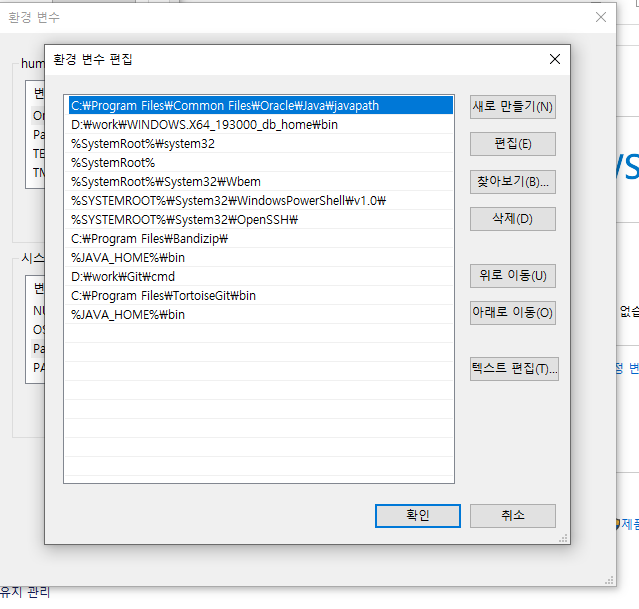 환경 변수
환경 변수 편집
hum
변
Or
Pa
TE
TM
시스
변
NU
OS
Pa
PA
C:₩Program Files₩Common Files₩Oracle₩Java₩javapath
D:₩work₩WINDOWS.X64_193000_db_home₩bin
%SystemRoot%₩system32
%SystemRoot%
%SystemRoot%₩System32₩Wbem
%SYSTEMROOT%₩System32₩WindowsPowerShell₩v1.0₩
%SYSTEMROOT%₩System32₩OpenSSH₩
C:₩Program Files₩Bandizip₩
%JAVA_HOME%₩bin
D:₩work₩Git₩cmd
C:₩Program Files₩TortoiseGit₩bin
%JAVA_HOME%₩bin
새로 만들기(N)
편집(E)
찾아보기(B)...
삭제(D)
위로 이동(U)
아래로 이동(O)
텍스트 편집(T)...
확인
취소
없습
정 변
제품
유지 관리